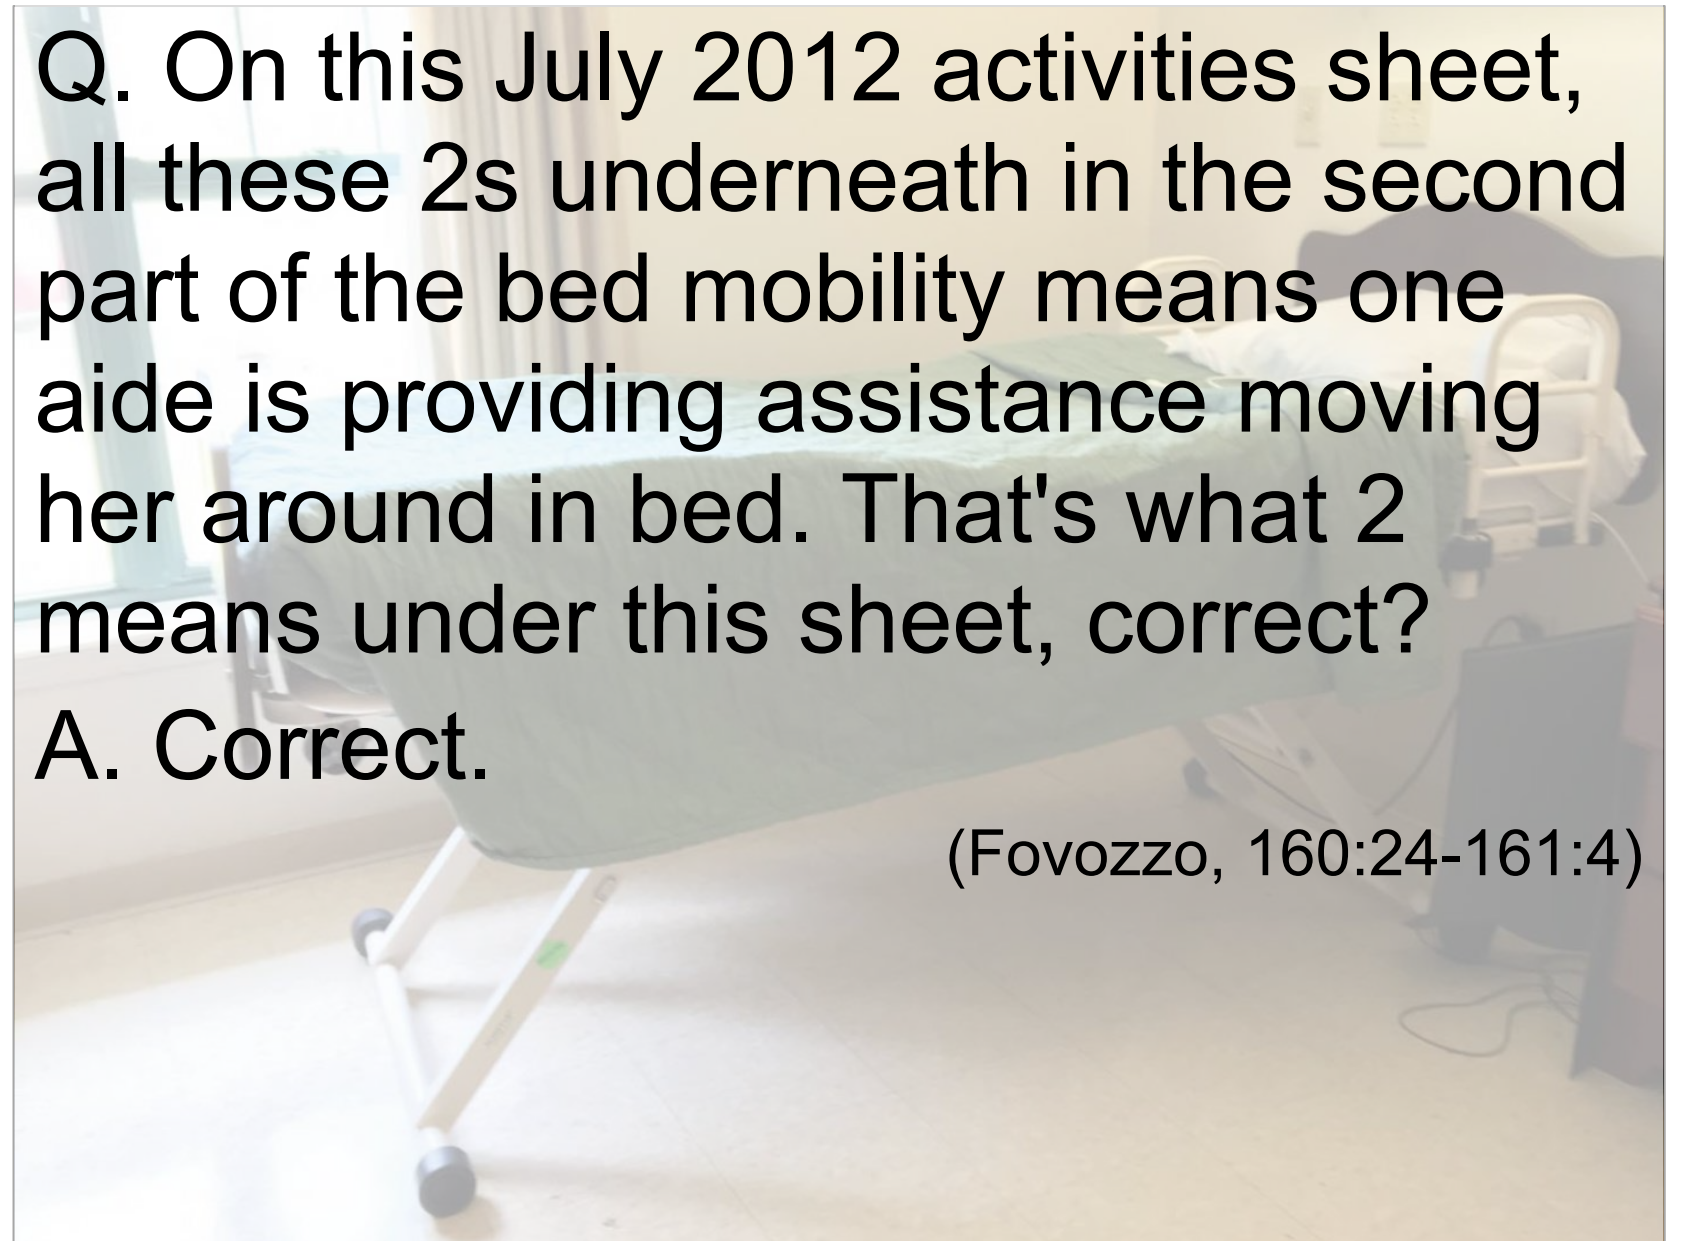 Q. On this July 2012 activities sheet,
all these 2s underneath in the second
part of the bed mobility means one
aide is providing assistance moving
her around in bed. That's what 2
means under this sheet, correct?
A. Correct.
(Fovozzo, 160:24-161:4)